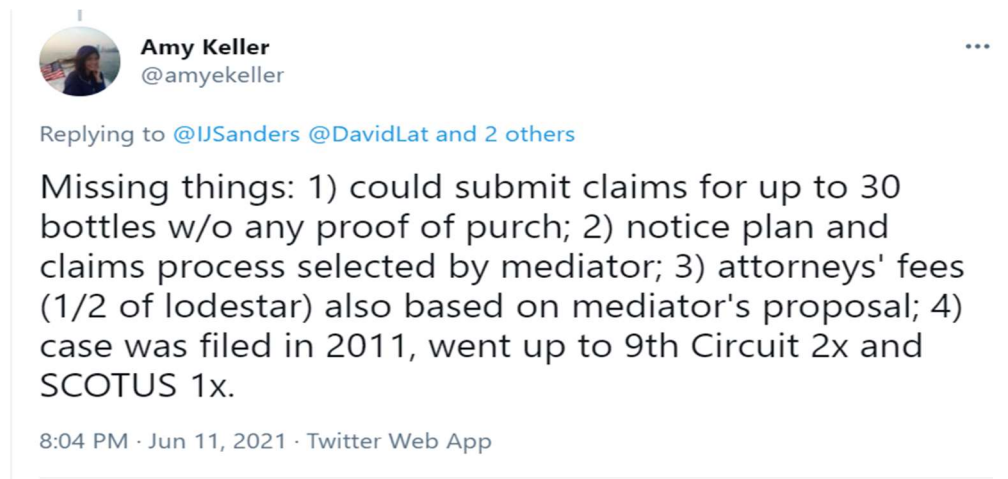 Amy Keller
@amyekeller
Replying to @IJSanders @DavidLat and 2 others
Missing things: 1) could submit claims for up to 30
bottles w/o any proof of purch; 2) notice plan and
claims process selected by mediator; 3) attorneys' fees
(1/2 of lodestar) also based on mediator's proposal; 4)
case was filed in 2011, went up to 9th Circuit 2x and
SCOTUS 1x.
8:04 PM · Jun 11, 2021 · Twitter Web App